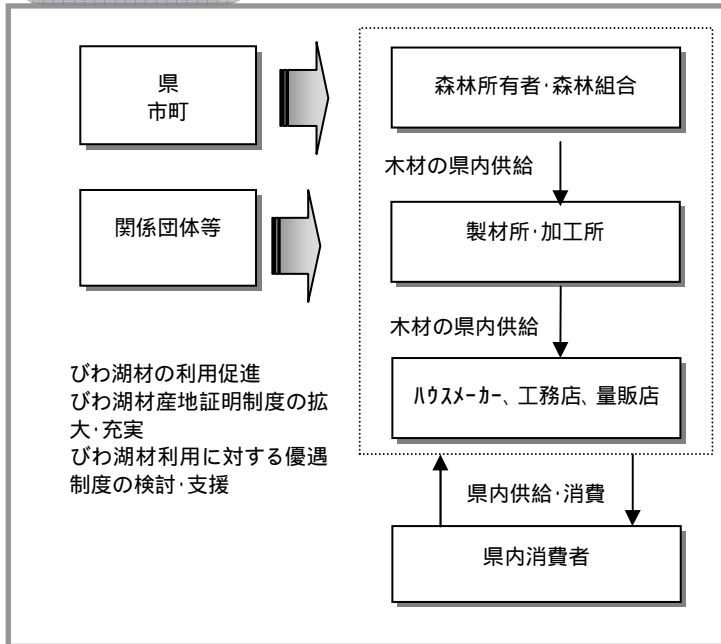 県
市町
森林所有者･森林組合
木材の県内供給
関係団体等
製材所･加工所
木材の県内供給
びわ湖材の利用促進
びわ湖材産地証明制度の拡
大･充実
びわ湖材利用に対する優遇
制度の検討･支援
ﾊｳｽﾒｰｶｰ、工務店、量販店
県内供給･消費
県内消費者